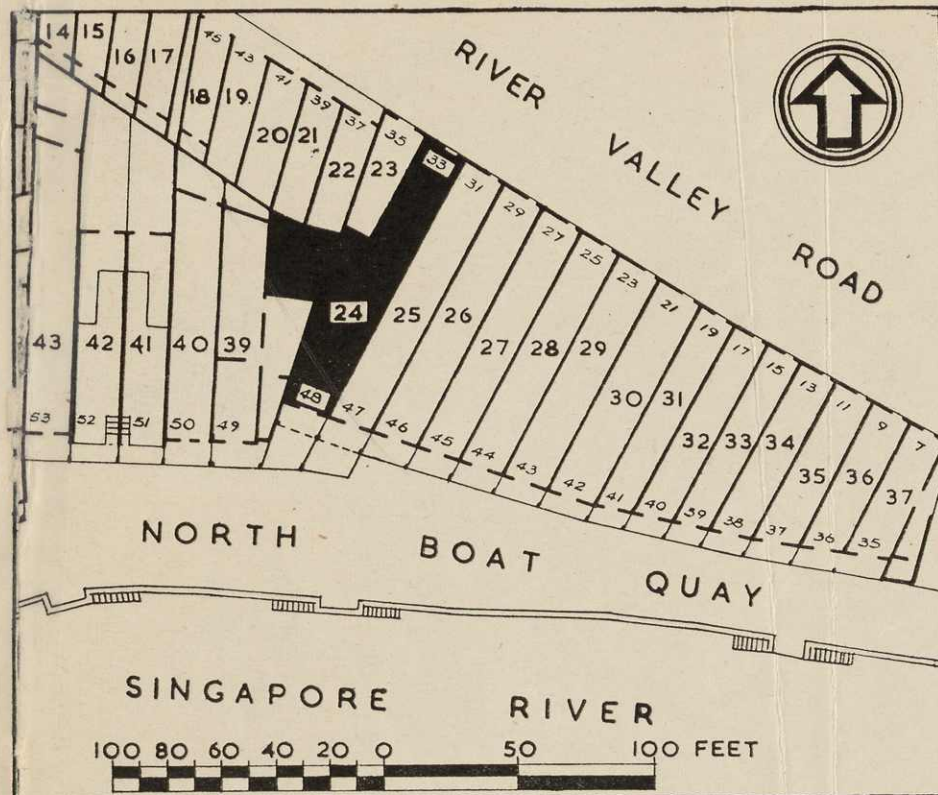 14 15 16 17 18 19. 20 21 22 23
45 43 41 39 37 35 33 31 29 27 25 23 21 19 17 15 13 11 9 7
RIVER
VALLEY
ROAD
24 25 26 27 28 29 30 31 32 33 34 35 36 37
43 42 41 40 39
53 52 51 50 49 48 47 46 45 44 43 42 41 40 39 38 37 36 35
NORTH BOAT QUAY
SINGAPORE RIVER
100 80 60 40 20 0 50 100 FEET